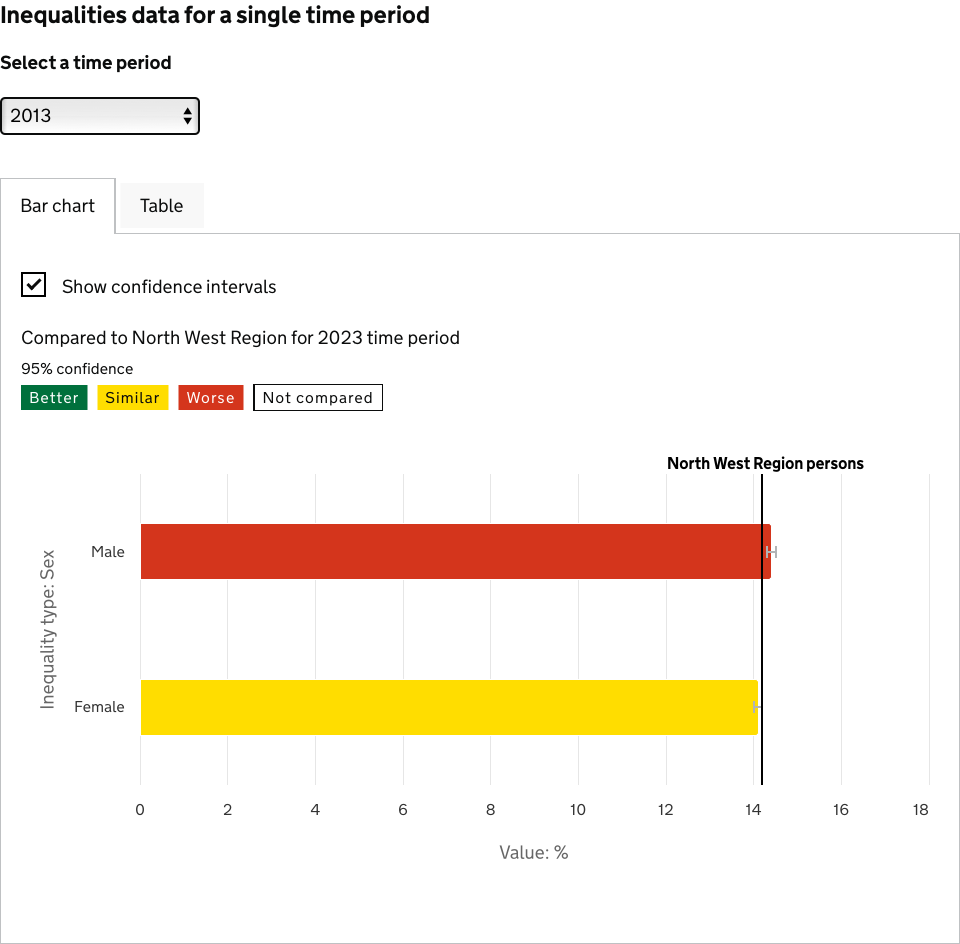 Inequalities data for a single time period
Select a time period
2013
Bar chart
Table
Show confidence intervals
Compared to North West Region for 2023 time period
95% confidence
Better Similar Worse Not compared
North West Region persons
Inequality type: Sex
Male
Female
0 2 4 6 8 10 12 14 16 18
Value: %